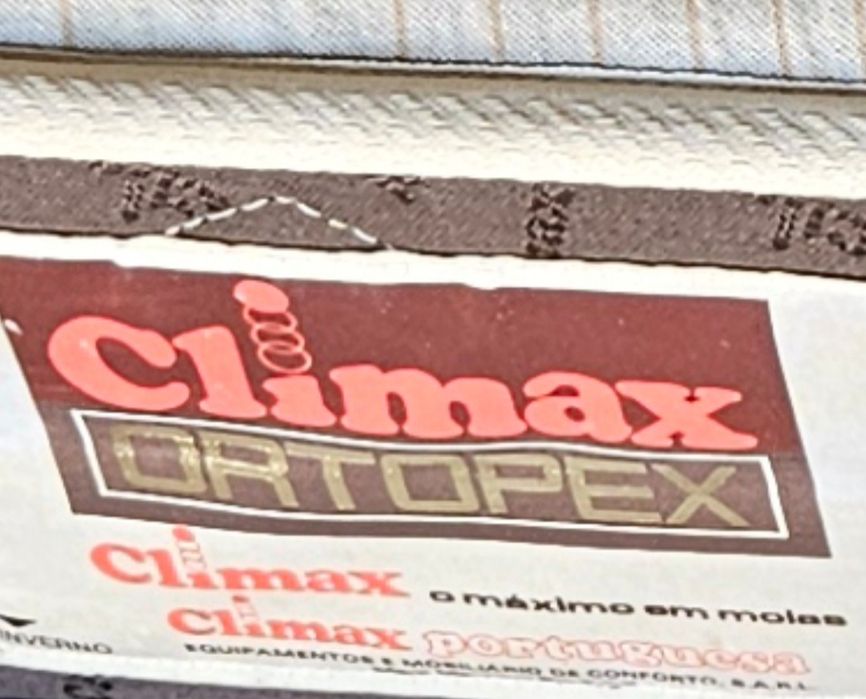 Climax
ORTOPEX
Climax o máximo em molas
Climax portuguesa
INVERNO
EQUIPAMENTOS E MOBILIÁRIO DE CONFORTO, S.A.R.L.